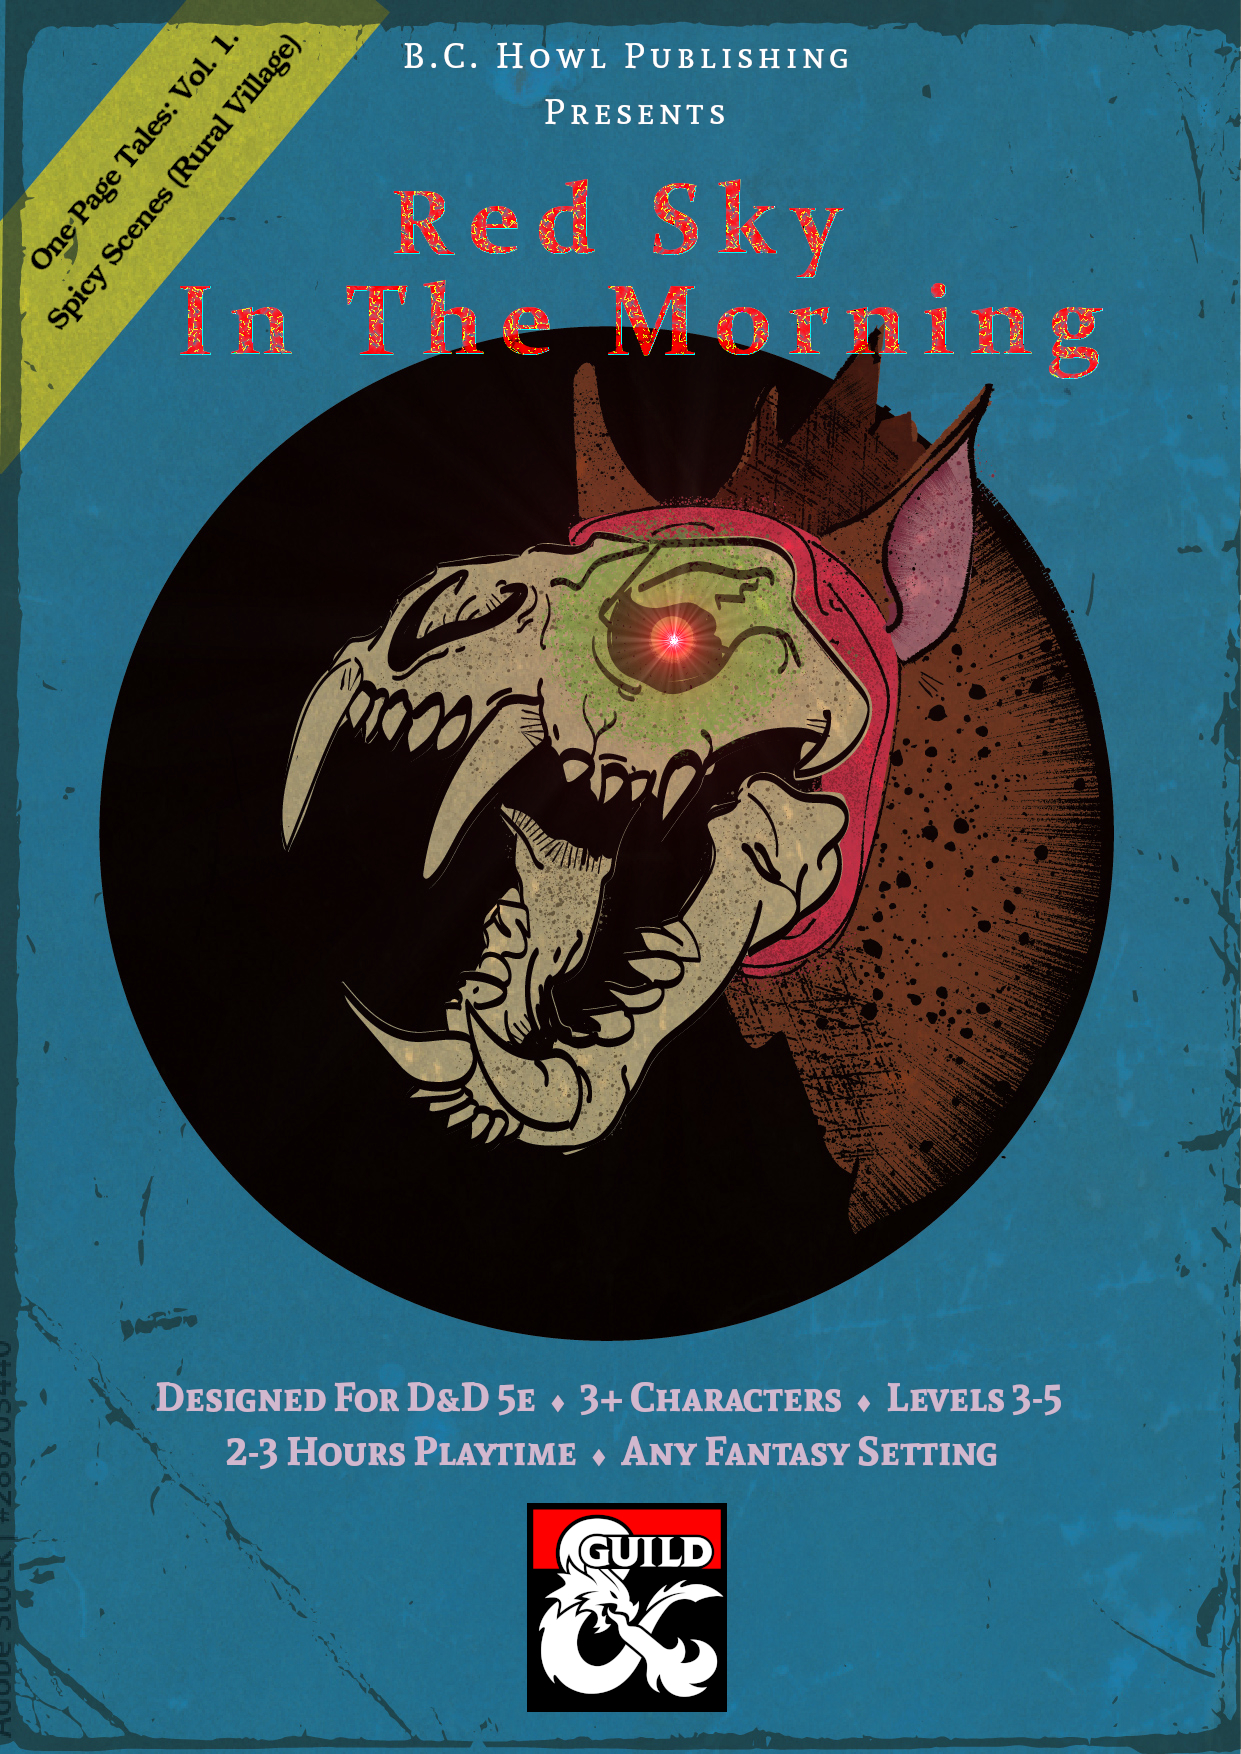 One-Page Tales: Vol. 1.
Spicy Scenes (Rural Village)
B.C. Howl Publishing
Presents
Red Sky
In The Morning
Designed For D&D 5e ♦ 3+ Characters ♦ Levels 3-5
2-3 Hours Playtime ♦ Any Fantasy Setting
GUILD